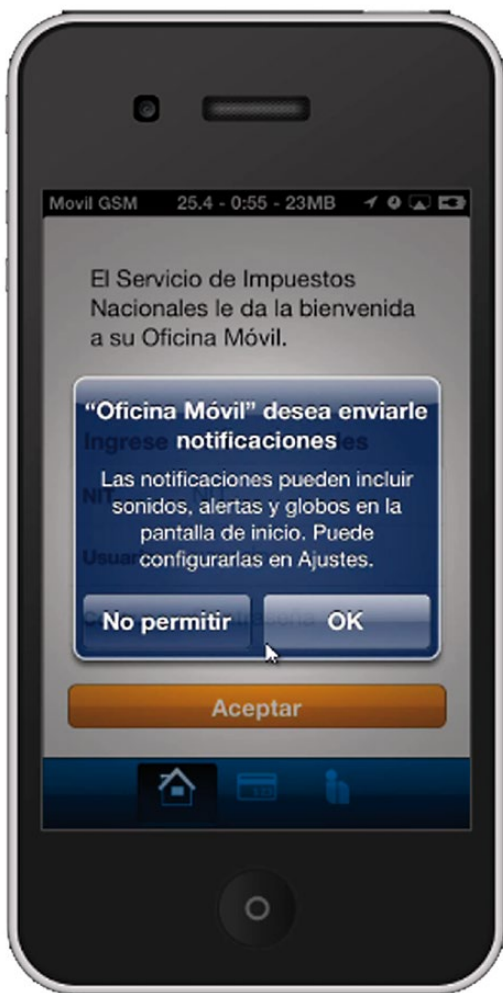 Movil GSM 25.4 - 0:55 - 23MB
El Servicio de Impuestos
Nacionales le da la bienvenida
a su Oficina Móvil.
“Oficina Móvil” desea enviarle
notificaciones
Ingrese
Las notificaciones pueden incluir
sonidos, alertas y globos en la
pantalla de inicio. Puede
configurarlas en Ajustes.
NIT
No permitir OK
Aceptar